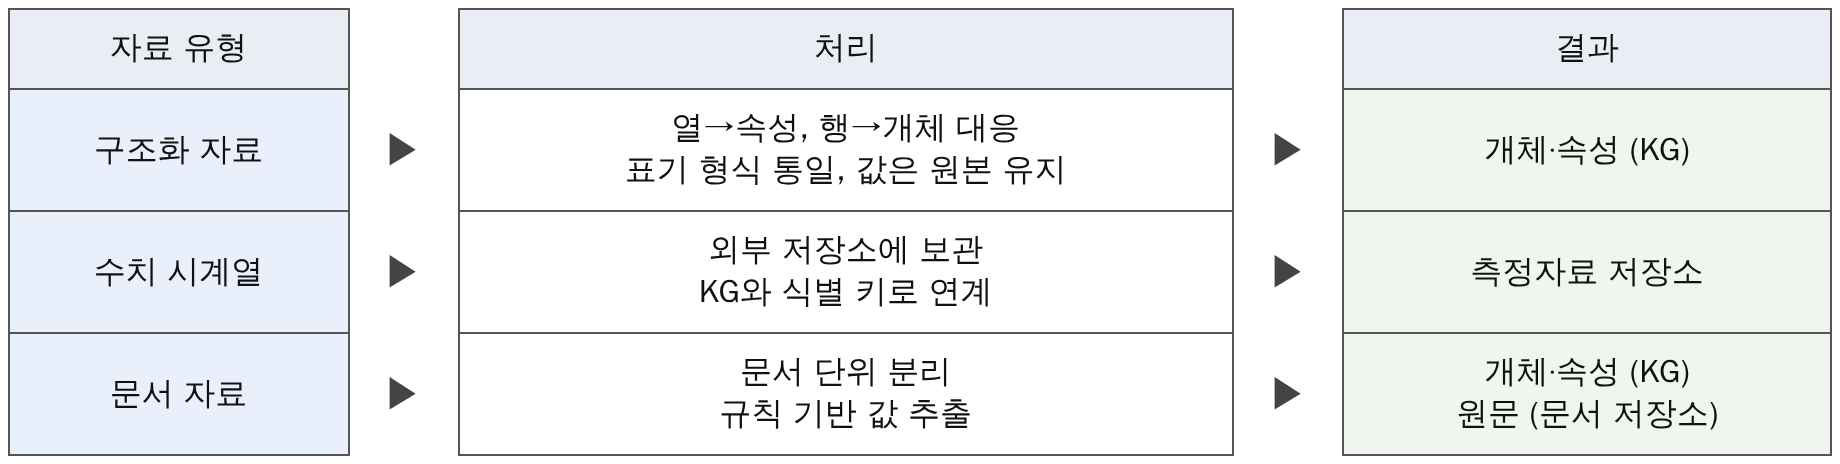 자료 유형
처리
결과
구조화 자료
열→속성, 행→개체 대응
표기 형식 통일, 값은 원본 유지
개체·속성 (KG)
수치 시계열
외부 저장소에 보관
KG와 식별 키로 연계
측정자료 저장소
문서 자료
문서 단위 분리
규칙 기반 값 추출
개체·속성 (KG)
원문 (문서 저장소)